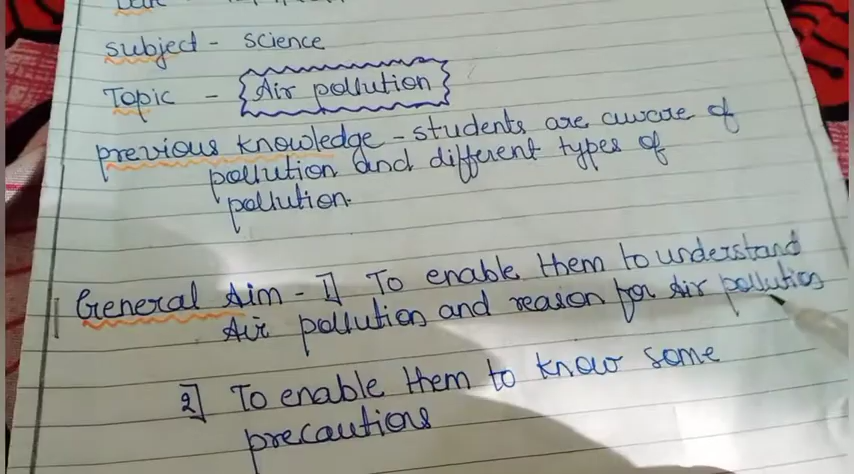 subject - science
Topic - Air pollution
previous knowledge - students are aware of
pollution and different types of
pollution.
General Aim - 1] To enable them to understand
Air pollution and reason for Air pollution
2] To enable them to know some
precautions